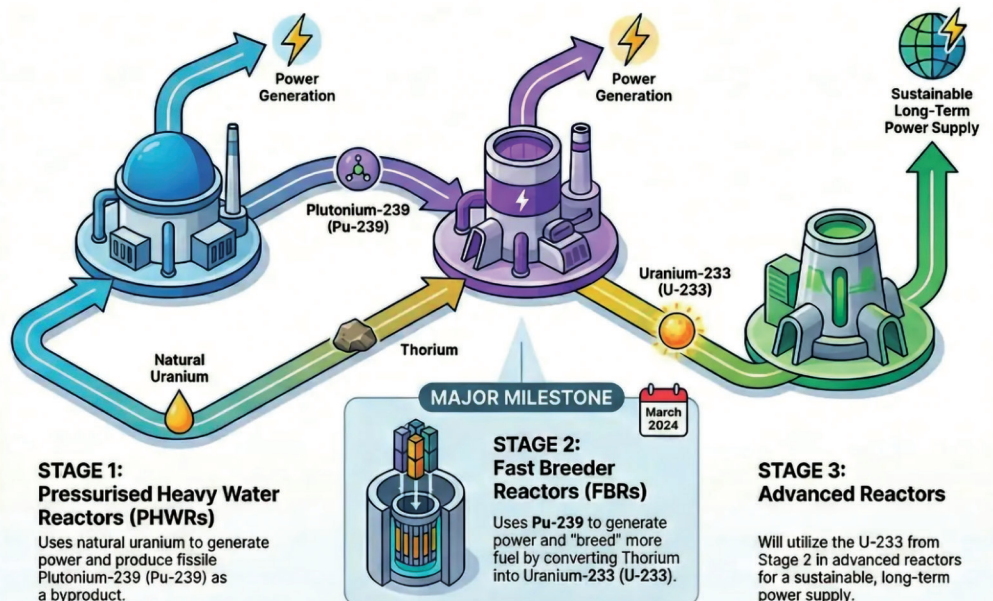 Power
Generation
Power
Generation
Sustainable
Long-Term
Power Supply
Plutonium-239
(Pu-239)
Uranium-233
(U-233)
Natural
Uranium
Thorium
MAJOR MILESTONE
March
2024
STAGE 1:
Pressurised Heavy Water
Reactors (PHWRs)
Uses natural uranium to generate
power and produce fissile
Plutonium-239 (Pu-239) as
a byproduct.
STAGE 2:
Fast Breeder
Reactors (FBRs)
Uses Pu-239 to generate
power and "breed" more
fuel by converting Thorium
into Uranium-233 (U-233).
STAGE 3:
Advanced Reactors
Will utilize the U-233 from
Stage 2 in advanced reactors
for a sustainable, long-term
power supply.